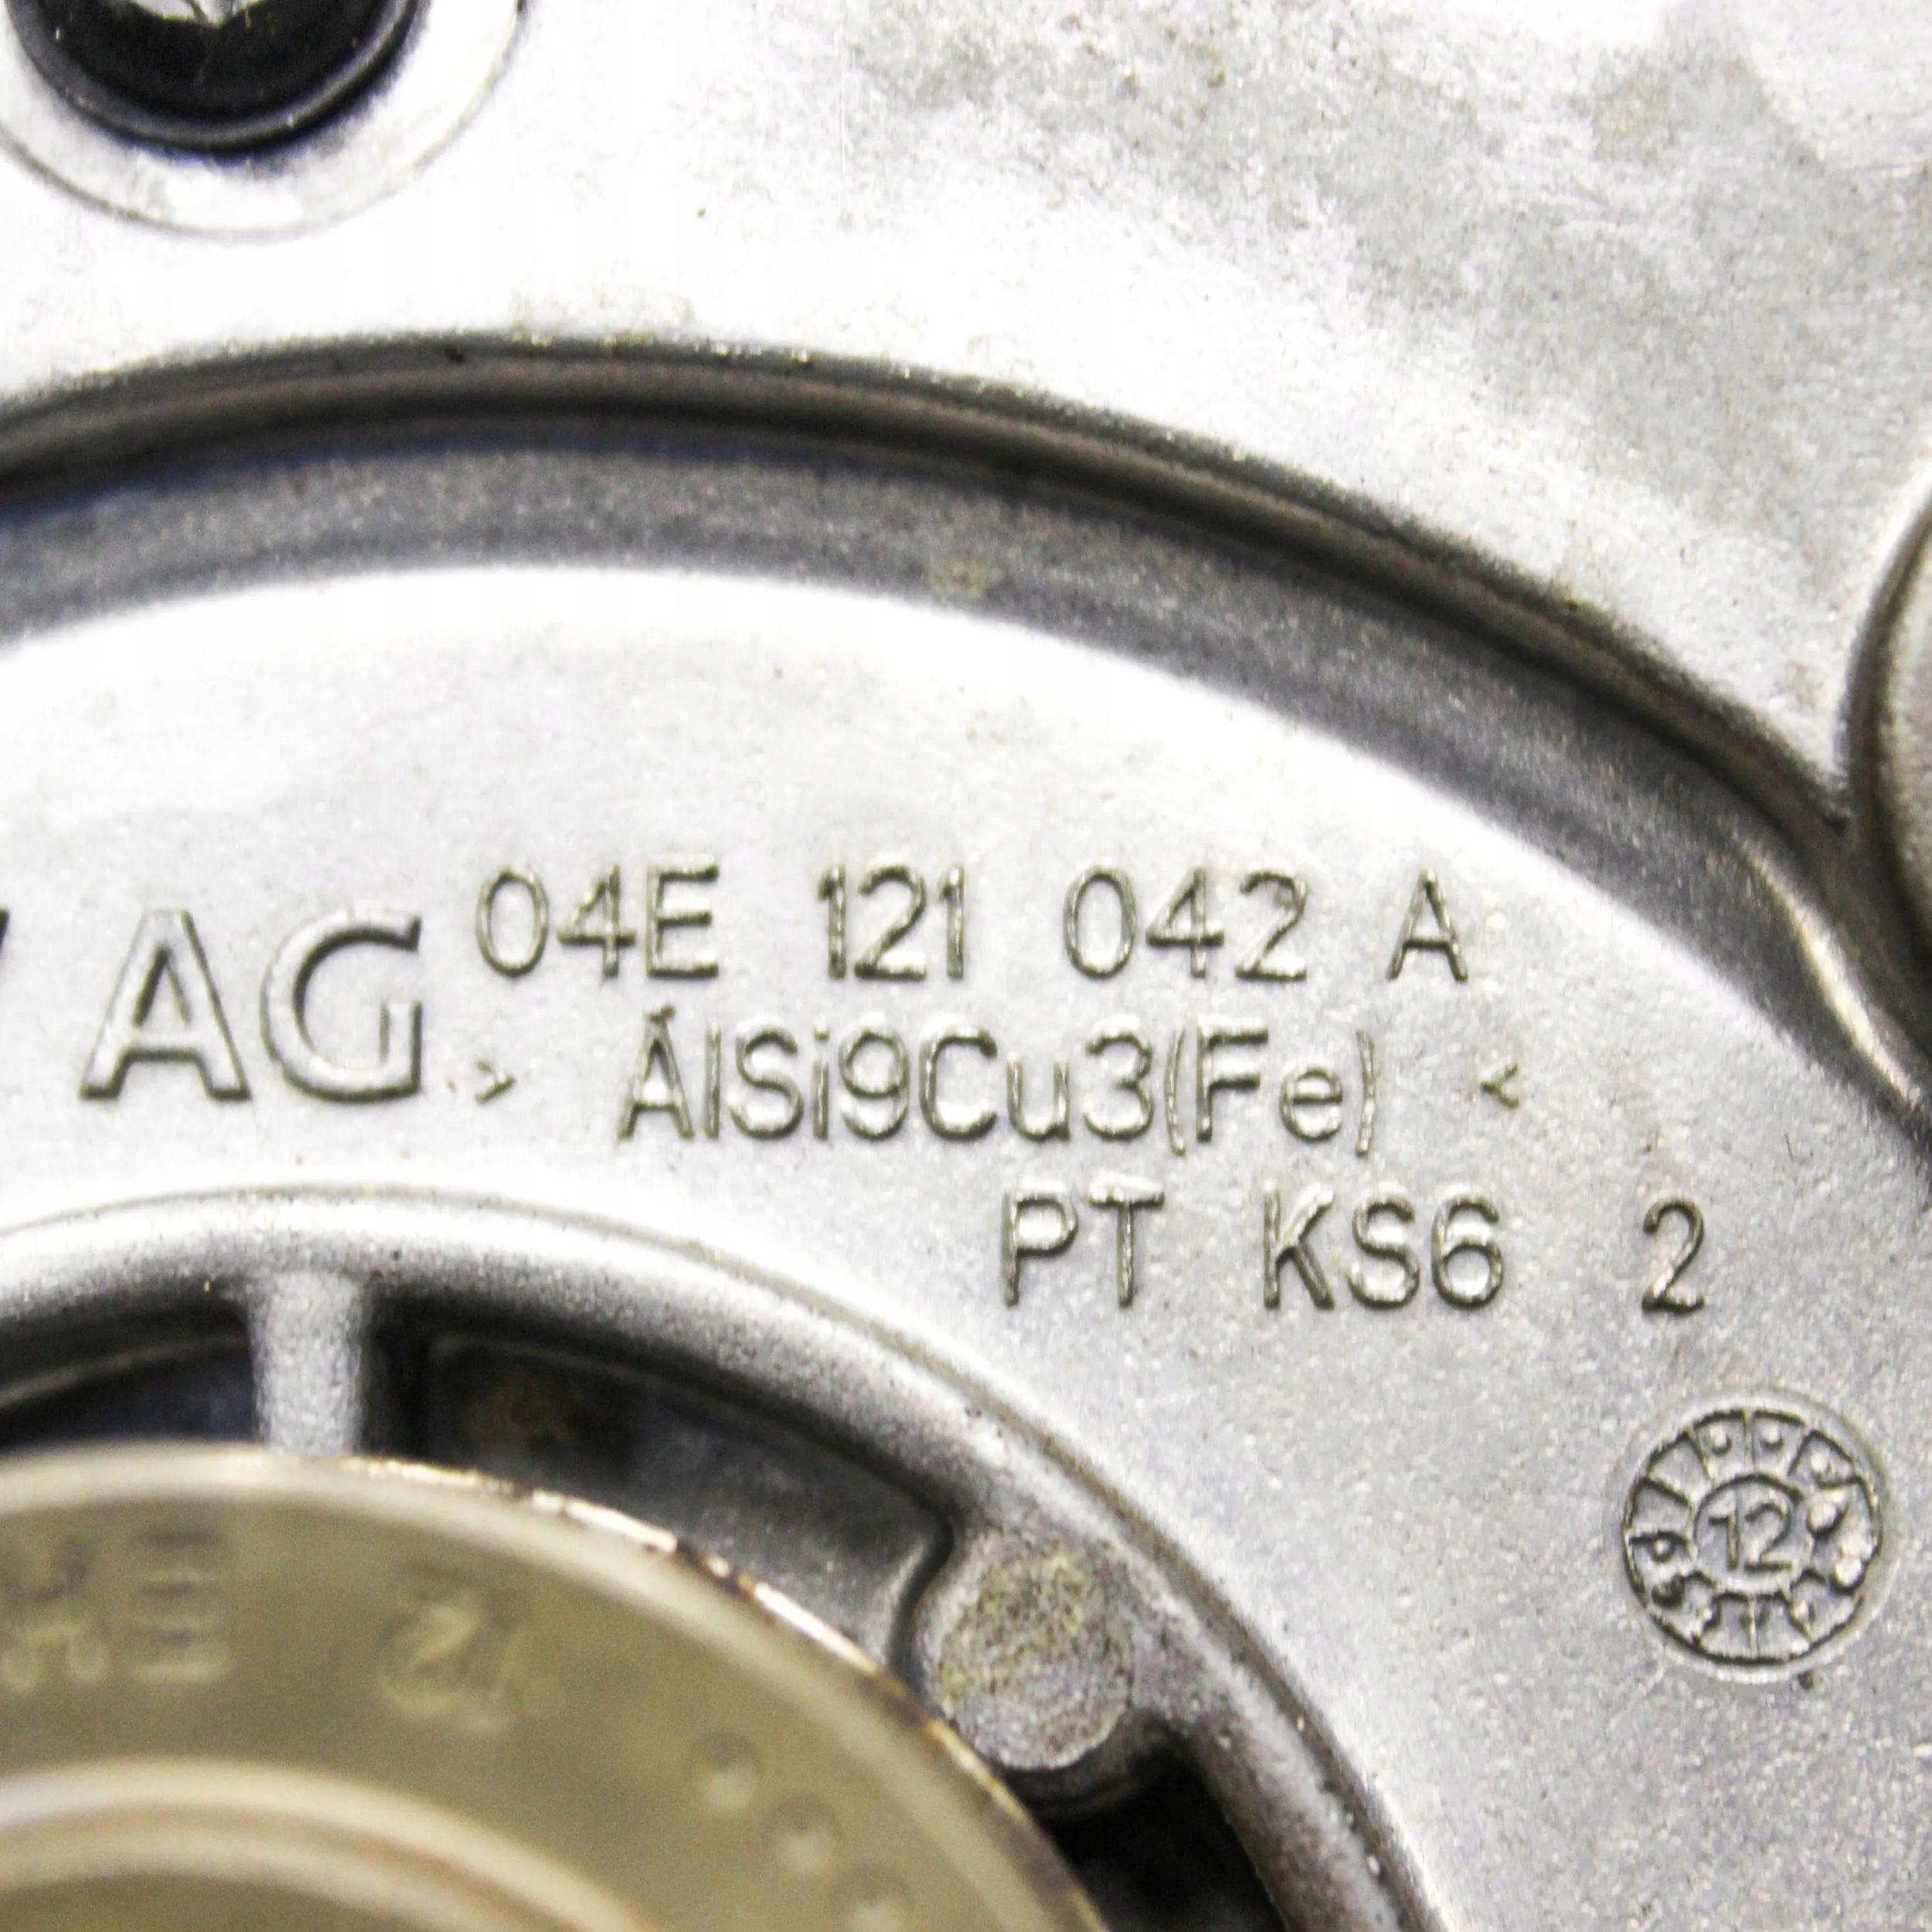 AG 04E 121 042 A
> AlSi9Cu3(Fe) <
PT KS6 2
12